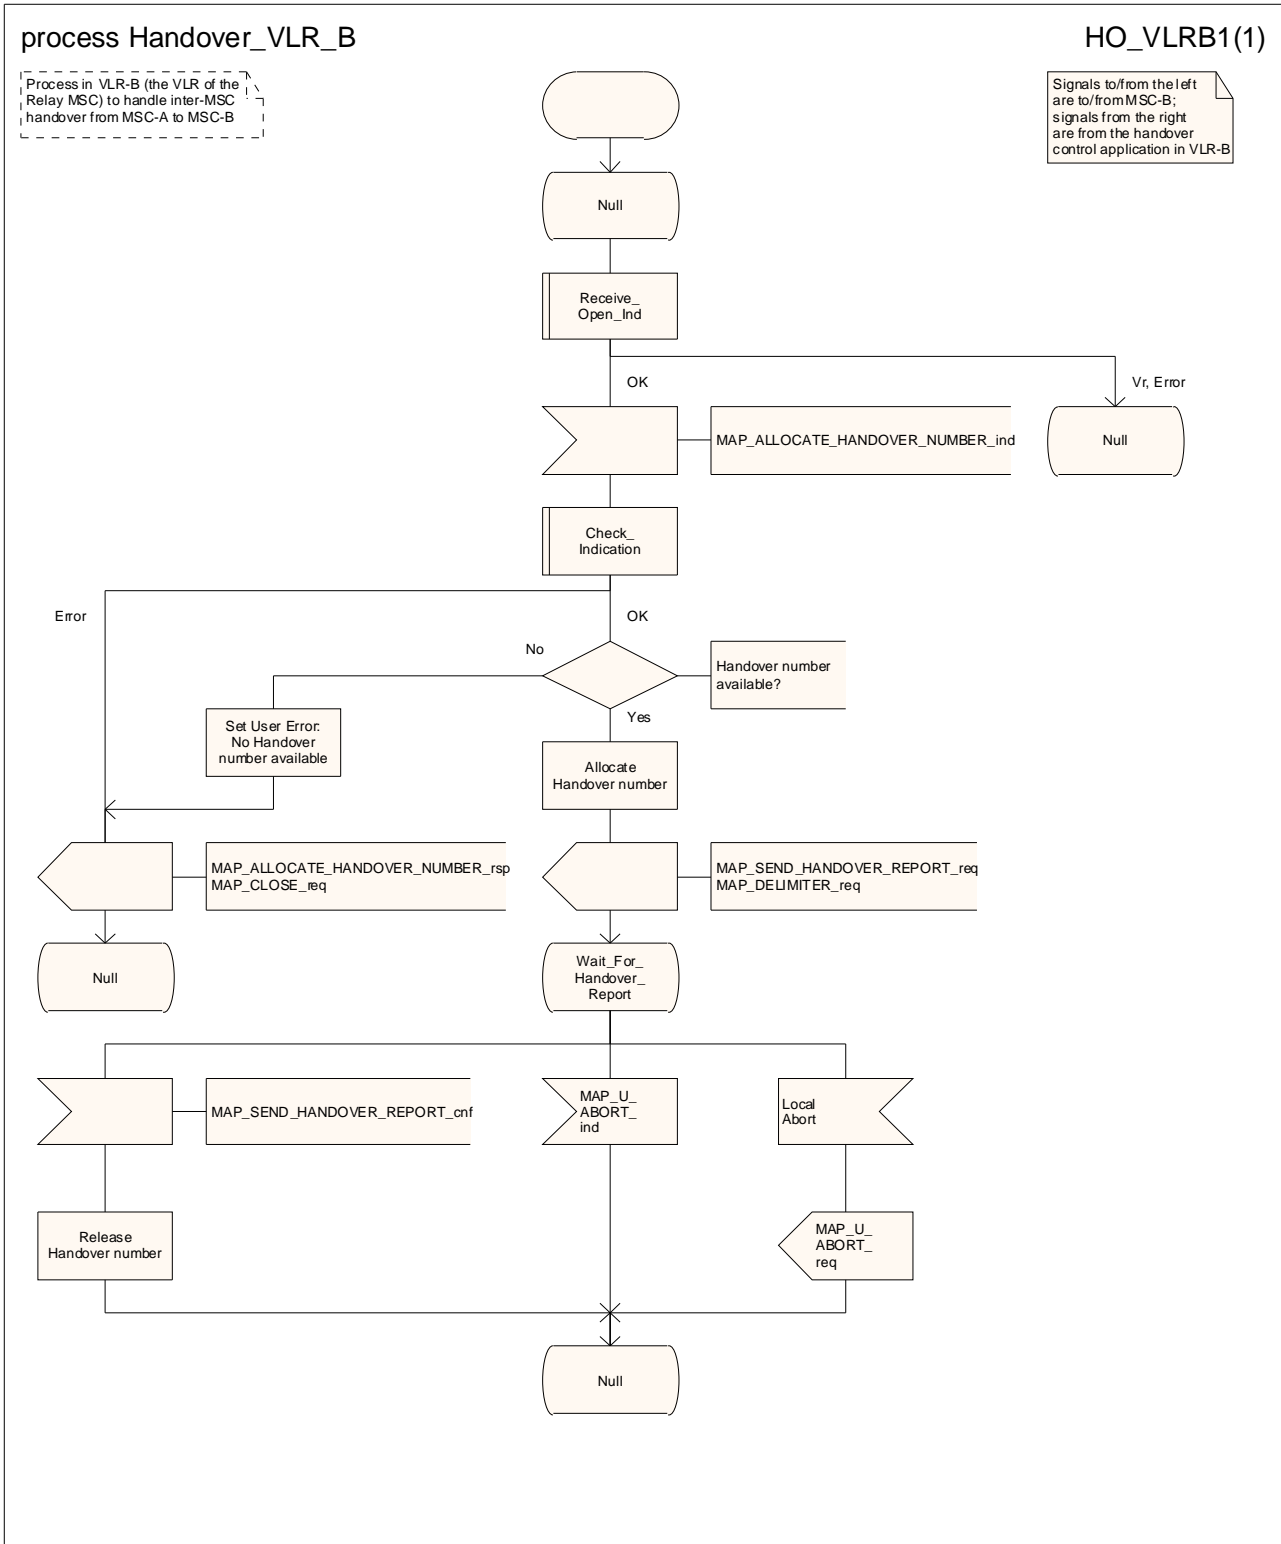 process Handover_VLR_B
HO_VLRB1(1)
Process in VLR-B (the VLR of the
Relay MSC) to handle inter-MSC
handover from MSC-A to MSC-B
Signals to/from the left
are to/from MSC-B;
signals from the right
are from the handover
control application in VLR-B
Null
Receive_
Open_Ind
OK
Vr, Error
MAP_ALLOCATE_HANDOVER_NUMBER_ind
Null
Check_
Indication
Error
OK
No
Handover number
available?
Yes
Set User Error:
No Handover
number available
Allocate
Handover number
MAP_ALLOCATE_HANDOVER_NUMBER_rsp
MAP_CLOSE_req
MAP_SEND_HANDOVER_REPORT_req
MAP_DELIMITER_req
Null
Wait_For_
Handover_
Report
MAP_SEND_HANDOVER_REPORT_cnf
MAP_U_
ABORT_
ind
Local
Abort
Release
Handover number
MAP_U_
ABORT_
req
Null